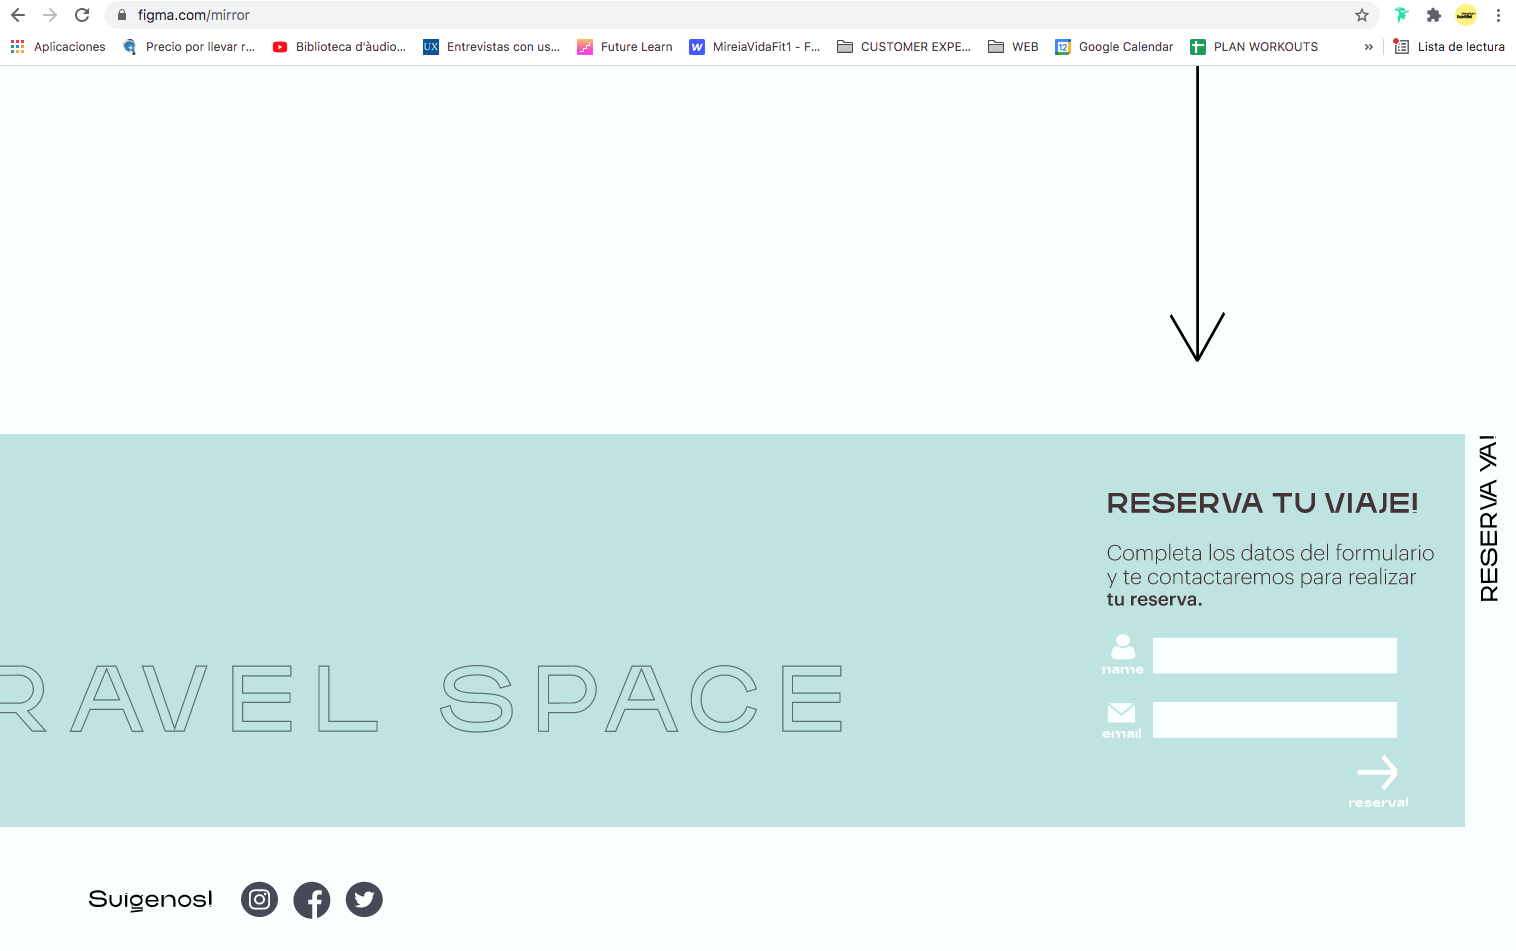 figma.com/mirror
Aplicaciones
Precio por llevar r...
Biblioteca d'àudio...
UX
Entrevistas con us...
Future Learn
W
MireiaVidaFit1 - F...
CUSTOMER EXPE...
WEB
12
Google Calendar
PLAN WORKOUTS
»
Lista de lectura
RESERVA YA!
RESERVA TU VIAJE!
Completa los datos del formulario
y te contactaremos para realizar
tu reserva.
name
email
reserva!
RAVEL SPACE
Suigenos!